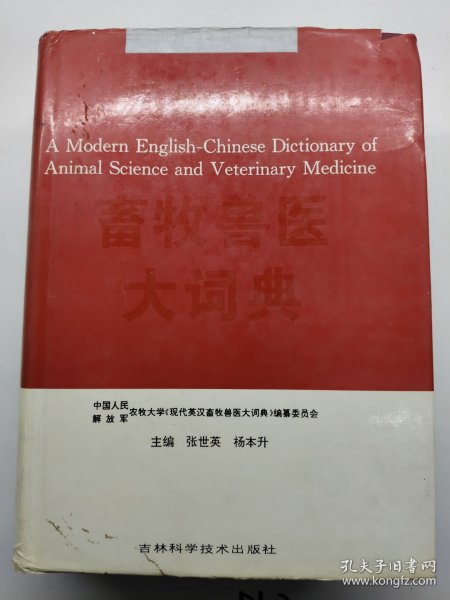 A Modern English-Chinese Dictionary of
Animal Science and Veterinary Medicine
畜牧兽医
大词典
中国人民
解放军
农牧大学《现代英汉畜牧兽医大词典》编纂委员会
主编 张世英 杨本升
吉林科学技术出版社
孔夫子旧书网
www.kongfz.com